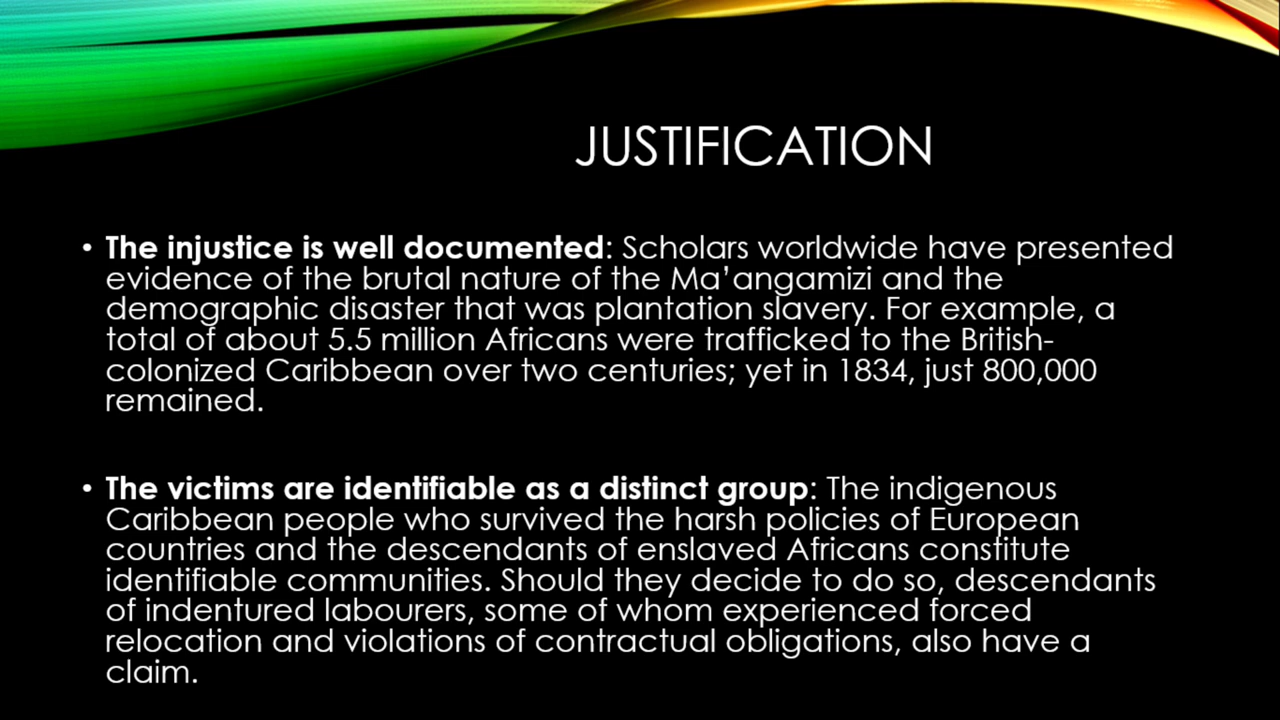 JUSTIFICATION
• The injustice is well documented: Scholars worldwide have presented
evidence of the brutal nature of the Ma’angamizi and the
demographic disaster that was plantation slavery. For example, a
total of about 5.5 million Africans were trafficked to the British-
colonized Caribbean over two centuries; yet in 1834, just 800,000
remained.
• The victims are identifiable as a distinct group: The indigenous
Caribbean people who survived the harsh policies of European
countries and the descendants of enslaved Africans constitute
identifiable communities. Should they decide to do so, descendants
of indentured labourers, some of whom experienced forced
relocation and violations of contractual obligations, also have a
claim.